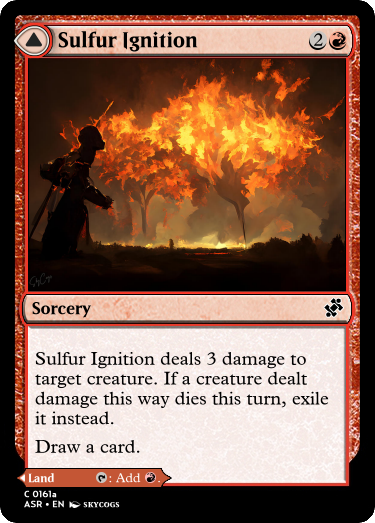 Sulfur Ignition 2
Sorcery
Sulfur Ignition deals 3 damage to
target creature. If a creature dealt
damage this way dies this turn, exile
it instead.
Draw a card.
Land : Add .
C 0161a
ASR • EN SKYCOGS